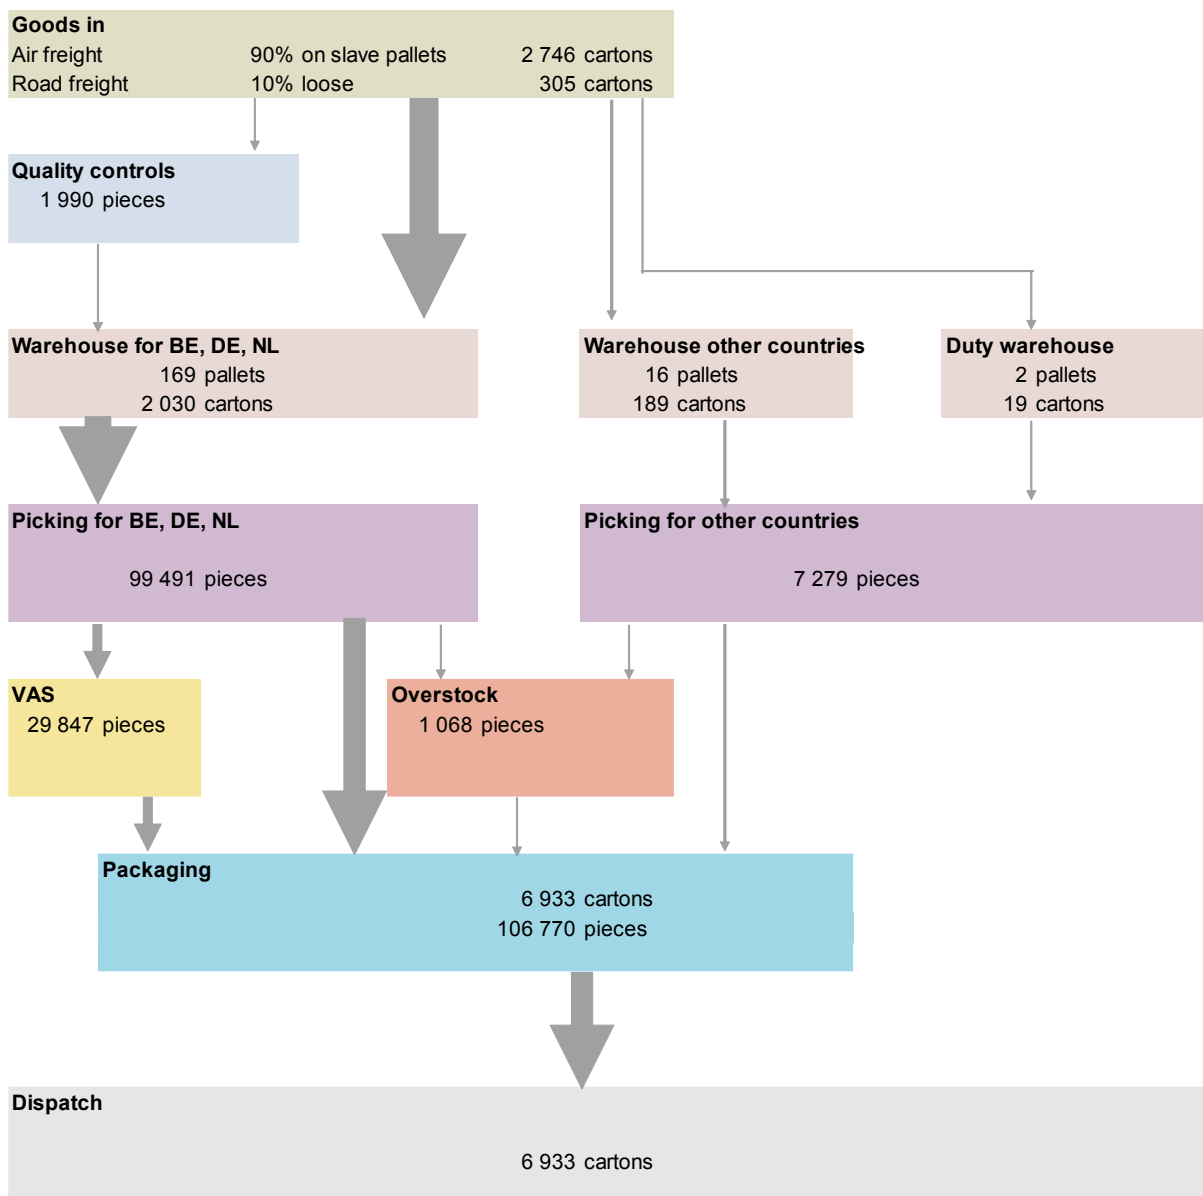 Goods in
Air freight 90% on slave pallets 2 746 cartons
Road freight 10% loose 305 cartons
Quality controls
1 990 pieces
Warehouse for BE, DE, NL
169 pallets
2 030 cartons
Warehouse other countries
16 pallets
189 cartons
Duty warehouse
2 pallets
19 cartons
Picking for BE, DE, NL
99 491 pieces
Picking for other countries
7 279 pieces
VAS
29 847 pieces
Overstock
1 068 pieces
Packaging
6 933 cartons
106 770 pieces
Dispatch
6 933 cartons